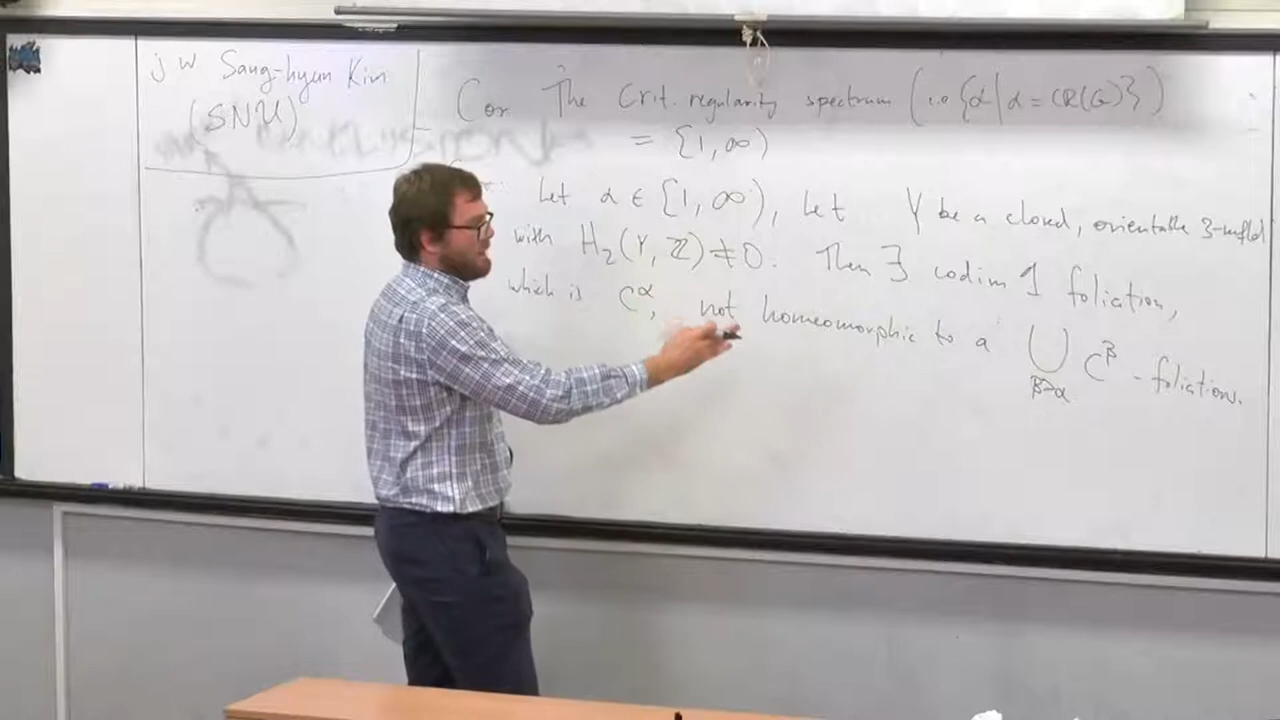 j w Sang-hyun Kim
(SNU)
Cor The Crit. regularity spectrum (i.e {α | α = CR(G)})
= [1, ∞)
Let α ∈ [1, ∞), Let Y be a closed, orientable 3-mfld
with H₂(Y, ℤ) ≠ 0. Then ∃ codim 1 foliation,
which is C^α, not homeomorphic to a ⋃_{β>α} C^β - foliation.